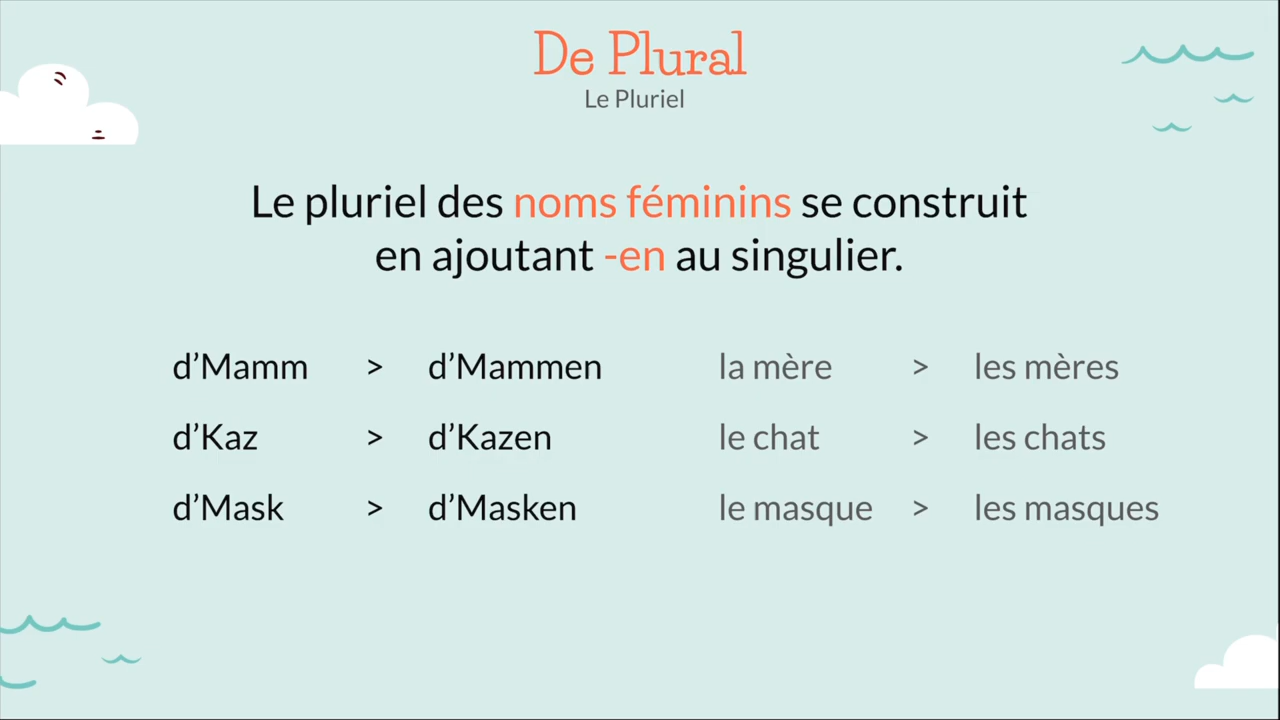 De Plural
Le Pluriel
Le pluriel des noms féminins se construit
en ajoutant -en au singulier.
d’Mamm > d’Mammen la mère > les mères
d’Kaz > d’Kazen le chat > les chats
d’Mask > d’Masken le masque > les masques